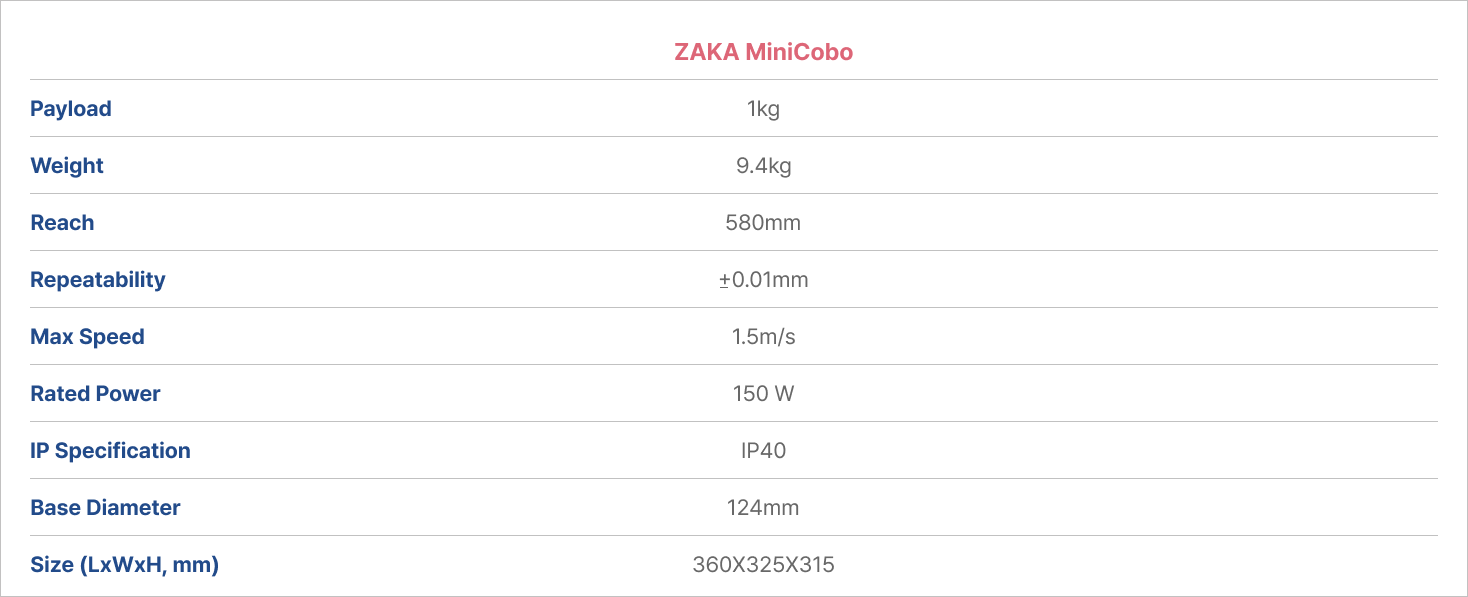 ZAKA MiniCobo
Payload 1kg
Weight 9.4kg
Reach 580mm
Repeatability ±0.01mm
Max Speed 1.5m/s
Rated Power 150 W
IP Specification IP40
Base Diameter 124mm
Size (LxWxH, mm) 360X325X315